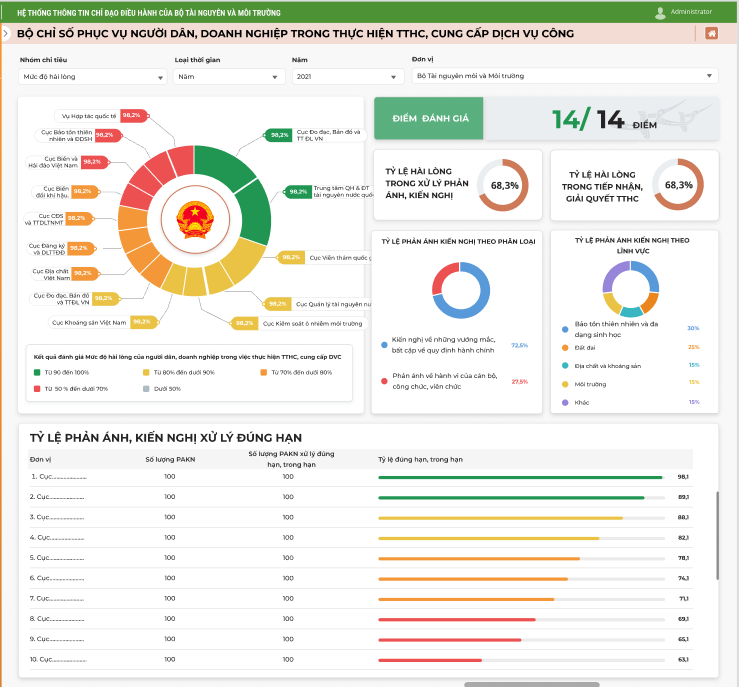 HỆ THỐNG THÔNG TIN CHỈ ĐẠO ĐIỀU HÀNH CỦA BỘ TÀI NGUYÊN VÀ MÔI TRƯỜNG
Administrator
BỘ CHỈ SỐ PHỤC VỤ NGƯỜI DÂN, DOANH NGHIỆP TRONG THỰC HIỆN TTHC, CUNG CẤP DỊCH VỤ CÔNG
Nhóm chỉ tiêu
Loại thời gian
Năm
Đơn vị
Mức độ hài lòng
Năm
2021
Bộ Tài nguyên môi và Môi trường
Vụ Hợp tác quốc tế
98,2%
Cục Bảo tồn thiên
nhiên và ĐDSH
98,2%
Cục Biển và
Hải đảo Việt Nam
98,2%
Cục Biến
đổi khí hậu.
98,2%
Cục CĐS
và TTDLTNMT
98,2%
Cục Đăng ký
và DLTTĐĐ
98,2%
Cục Địa chất
Việt Nam
98,2%
Cục Đo đạc, Bản đồ
và TTĐL VN
98,2%
Cục Khoáng sản Việt Nam
98,2%
98,2%
Cục Đo đạc, Bản đồ và
TT ĐL VN
98,2%
Trung tâm QH & ĐT
tài nguyên nước quố
98,2%
Cục Viễn thám quốc g
98,2%
Cục Quản lý tài nguyên nư
98,2%
Cục Kiểm soát ô nhiễm môi trường
Kết quả đánh giá Mức độ hài lòng của người dân, doanh nghiệp trong việc thực hiện TTHC, cung cấp DVC
Từ 90 đến 100%
Từ 80% đến dưới 90%
Từ 70% đến dưới 80%
Từ 50 % đến dưới 70%
Dưới 50%
ĐIỂM ĐÁNH GIÁ
14/ 14 ĐIỂM
TỶ LỆ HÀI LÒNG
TRONG XỬ LÝ PHẢN
ÁNH, KIẾN NGHỊ
68,3%
TỶ LỆ HÀI LÒNG
TRONG TIẾP NHẬN,
GIẢI QUYẾT TTHC
68,3%
TỶ LỆ PHẢN ÁNH KIẾN NGHỊ THEO PHÂN LOẠI
Kiến nghị về những vướng mắc,
bất cập về quy định hành chính
72,5%
Phản ánh về hành vi của cán bộ,
công chức, viên chức
27,5%
TỶ LỆ PHẢN ÁNH KIẾN NGHỊ THEO
LĨNH VỰC
Bảo tồn thiên nhiên và đa
dạng sinh học
30%
Đất đai
25%
Địa chất và khoáng sản
15%
Môi trường
15%
Khác
15%
TỶ LỆ PHẢN ÁNH, KIẾN NGHỊ XỬ LÝ ĐÚNG HẠN
Đơn vị
Số lượng PAKN
Số lượng PAKN xử lý đúng
hạn, trong hạn
Tỷ lệ đúng hạn, trong hạn
1. Cục........................ 100 100 98,1
2. Cục........................ 100 100 89,1
3. Cục........................ 100 100 88,1
4. Cục........................ 100 100 82,1
5. Cục........................ 100 100 78,1
6. Cục........................ 100 100 74,1
7. Cục........................ 100 100 71,1
8. Cục........................ 100 100 69,1
9. Cục........................ 100 100 65,1
10. Cục........................ 100 100 63,1